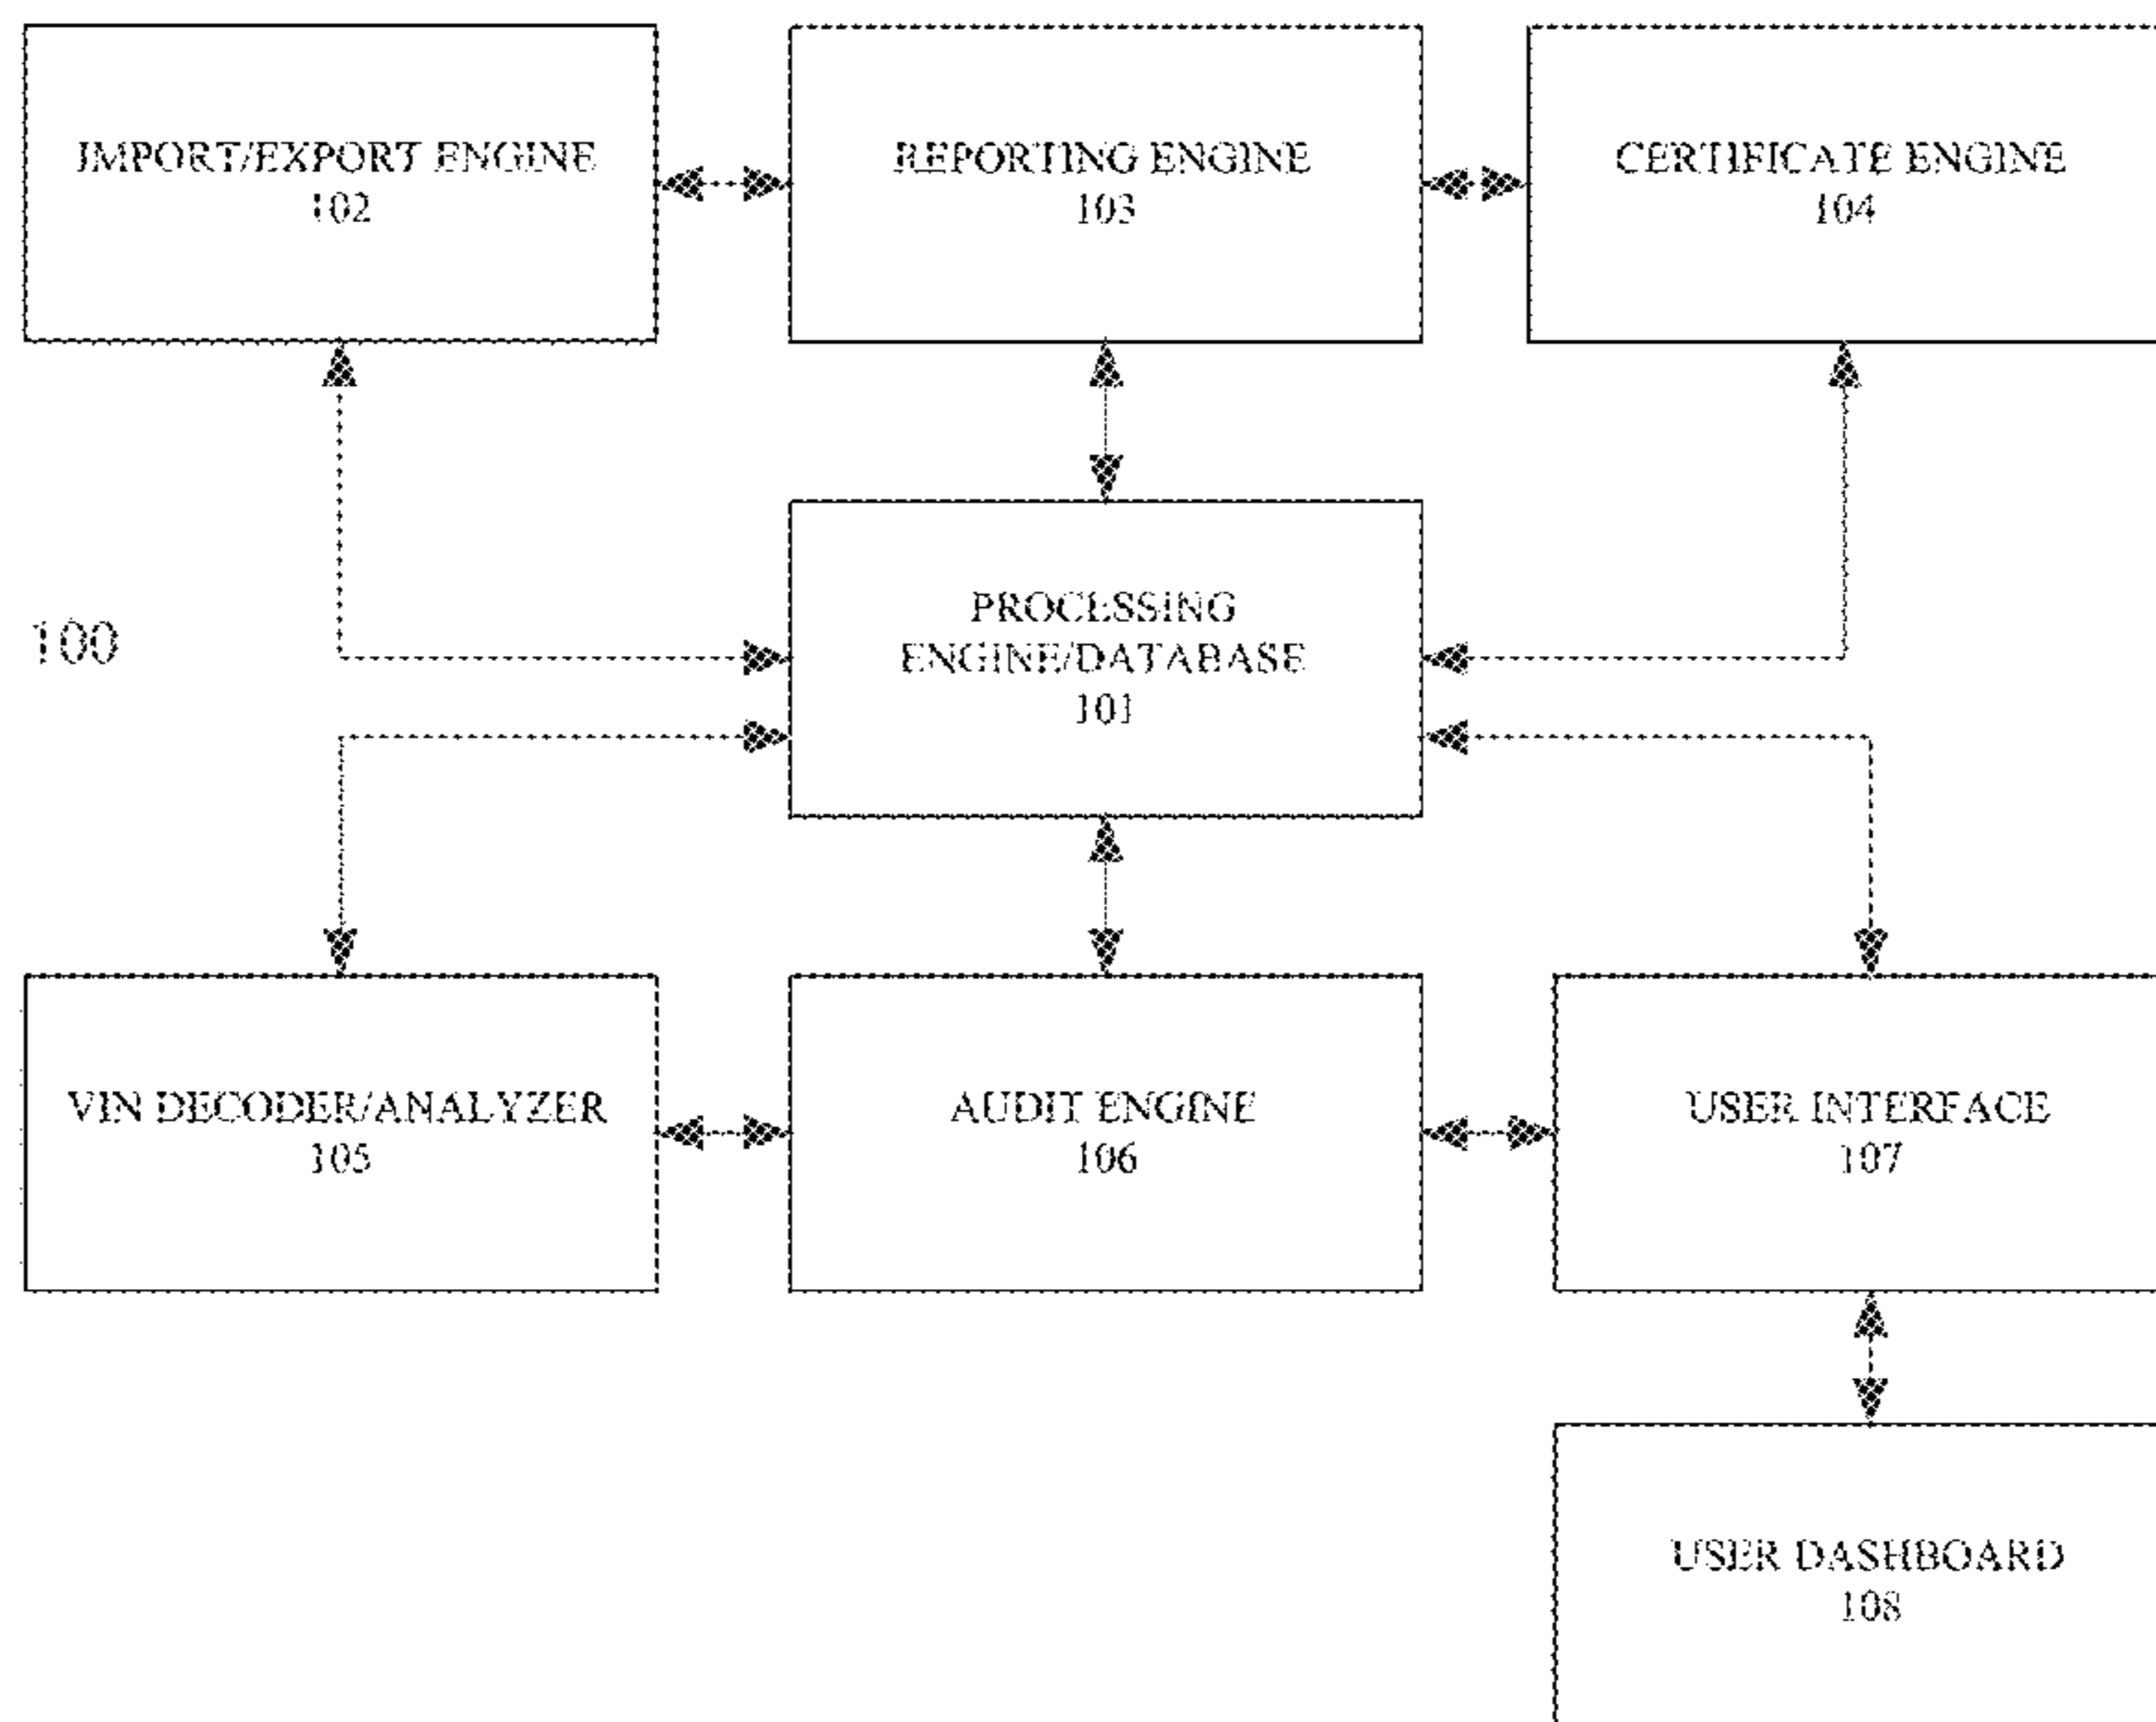 IMPORT/EXPORT ENGINE
102
REPORTING ENGINE
103
CERTIFICATE ENGINE
104
100
PROCESSING
ENGINE/DATABASE
101
VIN DECODER/ANALYZER
105
AUDIT ENGINE
106
USER INTERFACE
107
USER DASHBOARD
108